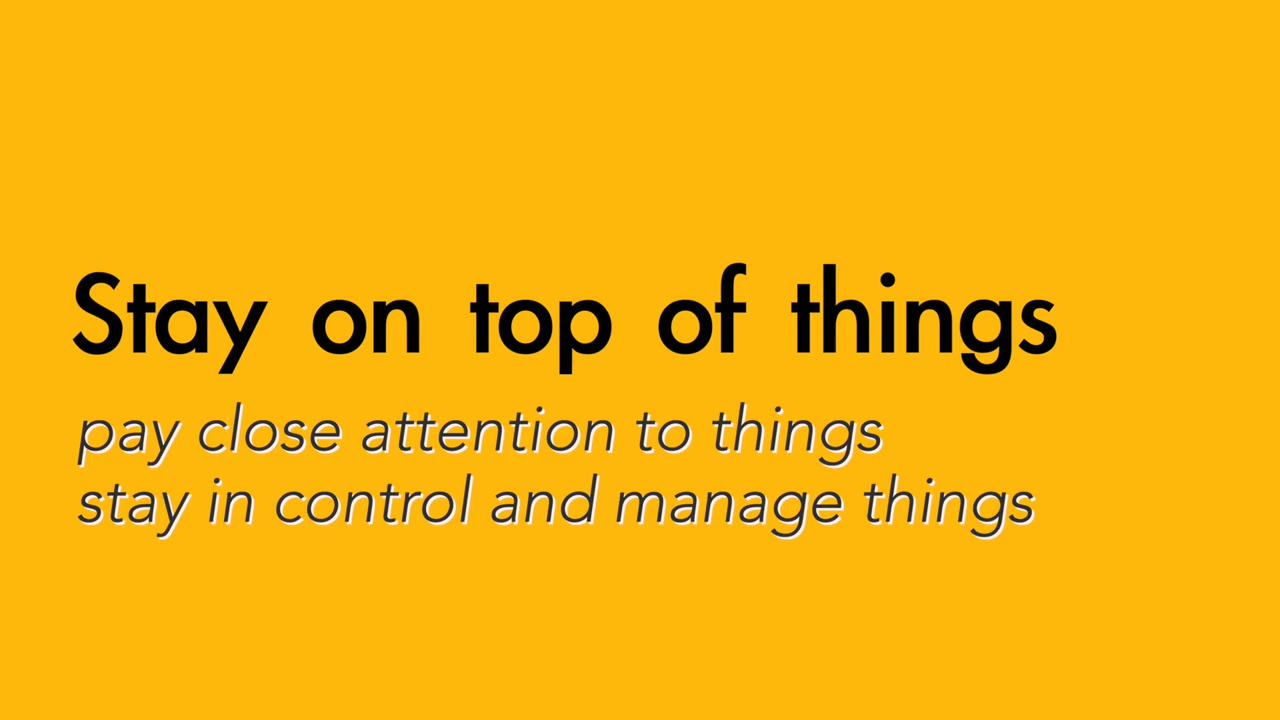 Stay on top of things
pay close attention to things
stay in control and manage things